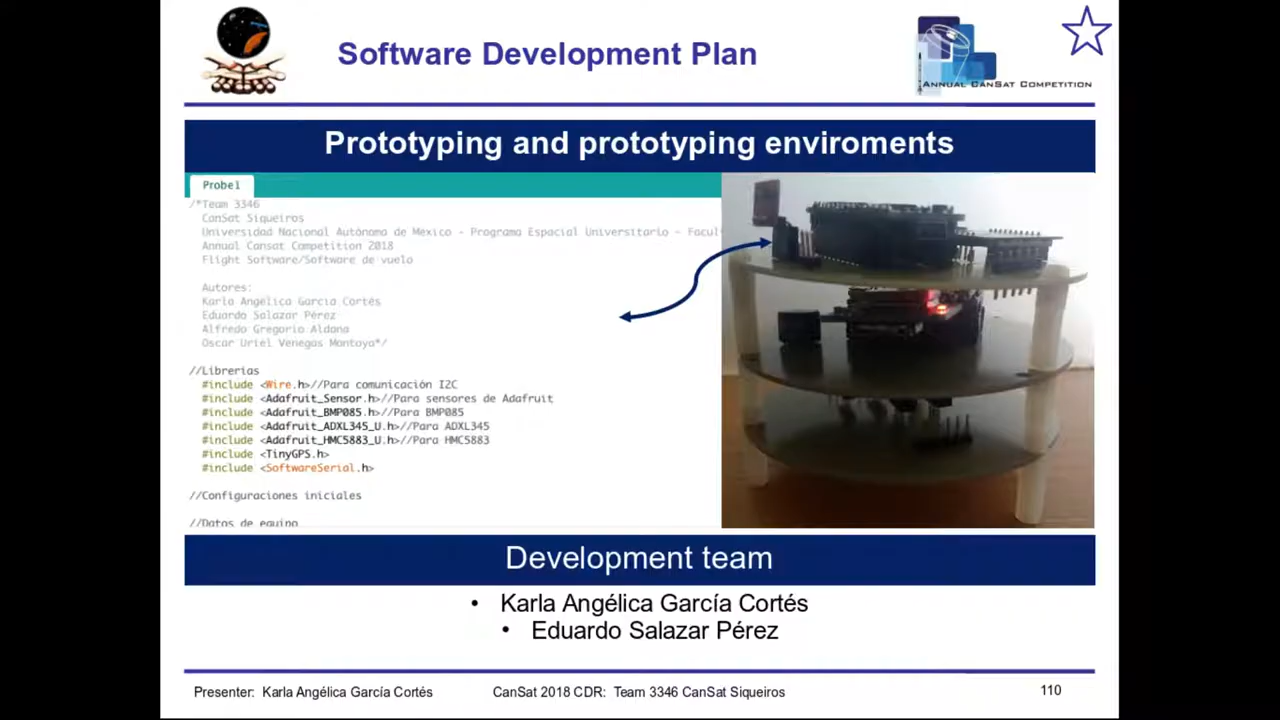 Software Development Plan
ANNUAL CANSAT COMPETITION
Prototyping and prototyping enviroments
Probe1
/*Team 3346
CanSat Siqueiros
Universidad Nacional Autónoma de México - Programa Espacial Universitario - Facul
Annual Cansat Competition 2018
Flight Software/Software de vuelo
Autores:
Karla Angélica García Cortés
Eduardo Salazar Pérez
Alfredo Gregorio Aldana
Oscar Uriel Venegas Montoya*/
//Librerias
#include <Wire.h>//Para comunicación I2C
#include <Adafruit_Sensor.h>//Para sensores de Adafruit
#include <Adafruit_BMP085.h>//Para BMP085
#include <Adafruit_ADXL345_U.h>//Para ADXL345
#include <Adafruit_HMC5883_U.h>//Para HMC5883
#include <TinyGPS.h>
#include <SoftwareSerial.h>
//Configuraciones iniciales
//Datos de equipo
Development team
• Karla Angélica García Cortés
• Eduardo Salazar Pérez
Presenter: Karla Angélica García Cortés
CanSat 2018 CDR: Team 3346 CanSat Siqueiros
110